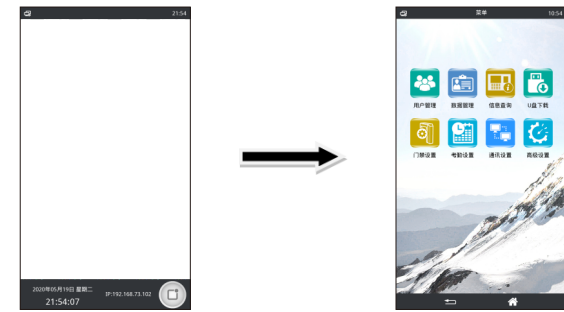 21:54
2020年05月19日 星期二
IP:192.168.73.102
21:54:07
菜单
10:54
用户管理
数据管理
信息查询
U盘下载
门禁设置
考勤设置
通讯设置
高级设置